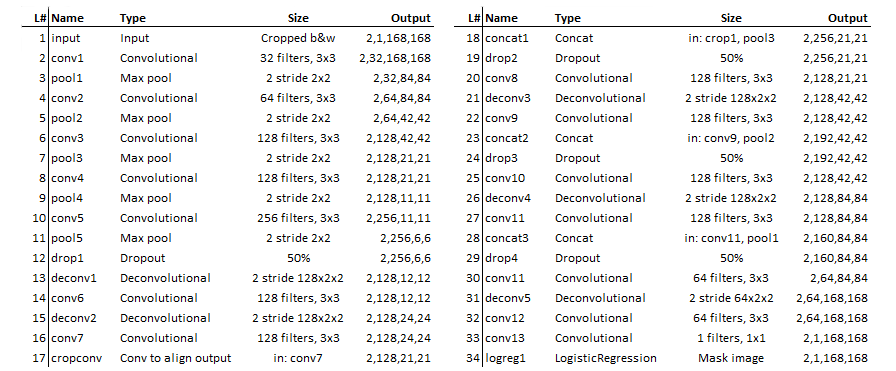 L# Name Type Size Output
1 input Input Cropped b&w 2,1,168,168
2 conv1 Convolutional 32 filters, 3x3 2,32,168,168
3 pool1 Max pool 2 stride 2x2 2,32,84,84
4 conv2 Convolutional 64 filters, 3x3 2,64,84,84
5 pool2 Max pool 2 stride 2x2 2,64,42,42
6 conv3 Convolutional 128 filters, 3x3 2,128,42,42
7 pool3 Max pool 2 stride 2x2 2,128,21,21
8 conv4 Convolutional 128 filters, 3x3 2,128,21,21
9 pool4 Max pool 2 stride 2x2 2,128,11,11
10 conv5 Convolutional 256 filters, 3x3 2,256,11,11
11 pool5 Max pool 2 stride 2x2 2,256,6,6
12 drop1 Dropout 50% 2,256,6,6
13 deconv1 Deconvolutional 2 stride 128x2x2 2,128,12,12
14 conv6 Convolutional 128 filters, 3x3 2,128,12,12
15 deconv2 Deconvolutional 2 stride 128x2x2 2,128,24,24
16 conv7 Convolutional 128 filters, 3x3 2,128,24,24
17 cropconv Conv to align output in: conv7 2,128,21,21
L# Name Type Size Output
18 concat1 Concat in: crop1, pool3 2,256,21,21
19 drop2 Dropout 50% 2,256,21,21
20 conv8 Convolutional 128 filters, 3x3 2,128,21,21
21 deconv3 Deconvolutional 2 stride 128x2x2 2,128,42,42
22 conv9 Convolutional 128 filters, 3x3 2,128,42,42
23 concat2 Concat in: conv9, pool2 2,192,42,42
24 drop3 Dropout 50% 2,192,42,42
25 conv10 Convolutional 128 filters, 3x3 2,128,42,42
26 deconv4 Deconvolutional 2 stride 128x2x2 2,128,84,84
27 conv11 Convolutional 128 filters, 3x3 2,128,84,84
28 concat3 Concat in: conv11, pool1 2,160,84,84
29 drop4 Dropout 50% 2,160,84,84
30 conv11 Convolutional 64 filters, 3x3 2,64,84,84
31 deconv5 Deconvolutional 2 stride 64x2x2 2,64,168,168
32 conv12 Convolutional 64 filters, 3x3 2,64,168,168
33 conv13 Convolutional 1 filters, 1x1 2,1,168,168
34 logreg1 LogisticRegression Mask image 2,1,168,168